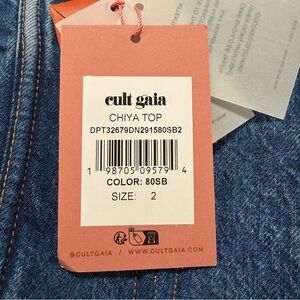 cult gaia
CHIYA TOP
DPT32679DN291580SB2
1 98705 09579 4
COLOR: 80SB
SIZE: 2
@CULTGAIA / WWW.CULTGAIA.COM